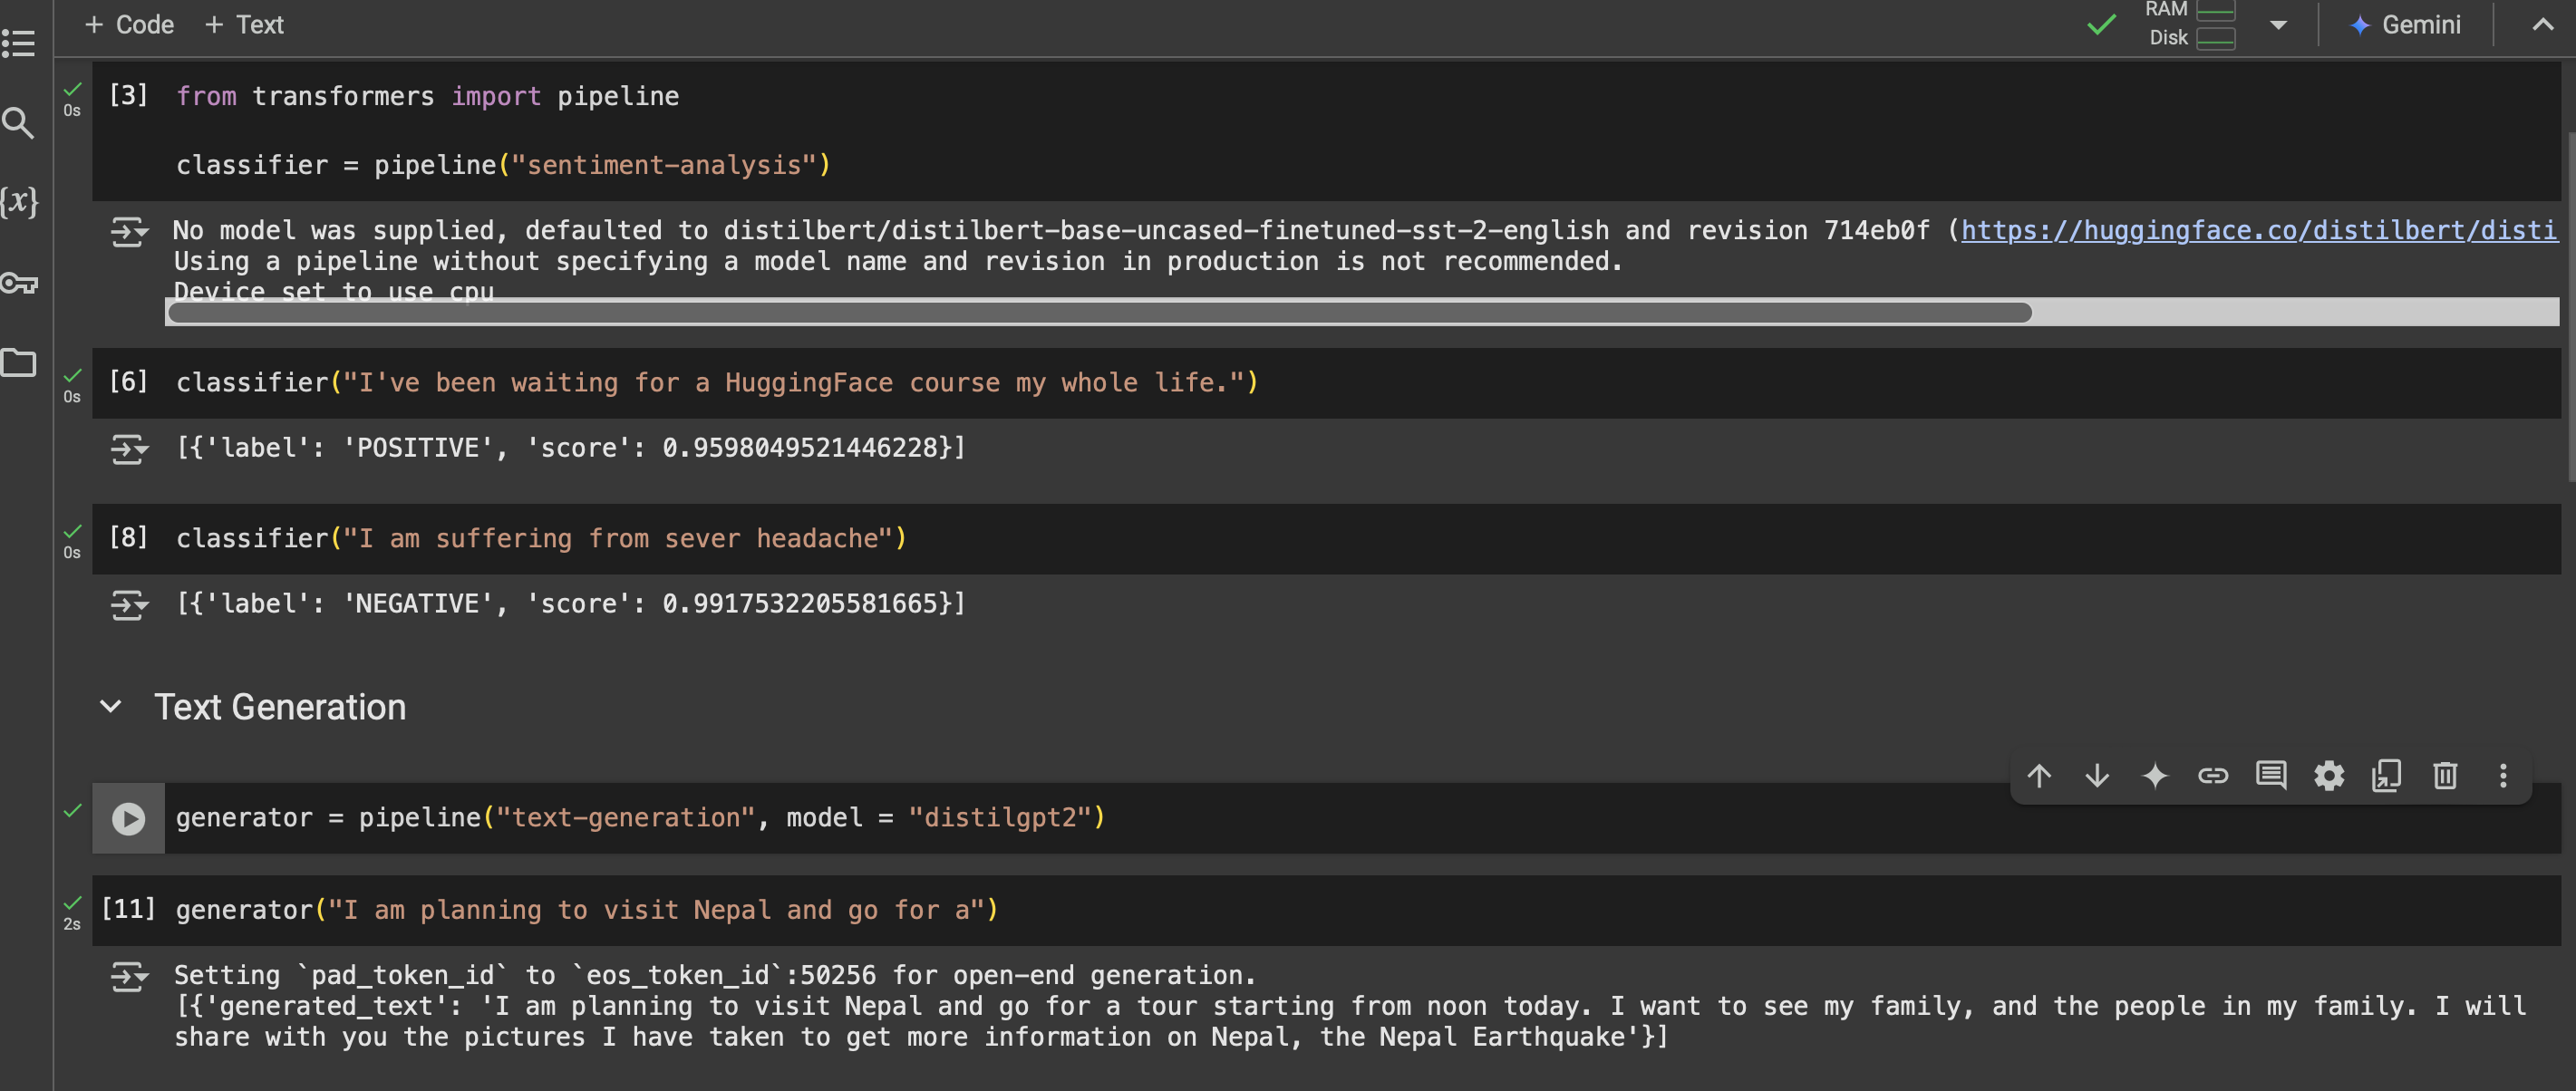 + Code + Text
RAM
Disk
Gemini
{x}
[3] from transformers import pipeline
0s
classifier = pipeline("sentiment-analysis")
No model was supplied, defaulted to distilbert/distilbert-base-uncased-finetuned-sst-2-english and revision 714eb0f (https://huggingface.co/distilbert/disti
Using a pipeline without specifying a model name and revision in production is not recommended.
Device set to use cpu
[6] classifier("I've been waiting for a HuggingFace course my whole life.")
0s
[{'label': 'POSITIVE', 'score': 0.9598049521446228}]
[8] classifier("I am suffering from sever headache")
0s
[{'label': 'NEGATIVE', 'score': 0.9917532205581665}]
Text Generation
generator = pipeline("text-generation", model = "distilgpt2")
[11] generator("I am planning to visit Nepal and go for a")
2s
Setting `pad_token_id` to `eos_token_id`:50256 for open-end generation.
[{'generated_text': 'I am planning to visit Nepal and go for a tour starting from noon today. I want to see my family, and the people in my family. I will
share with you the pictures I have taken to get more information on Nepal, the Nepal Earthquake'}]